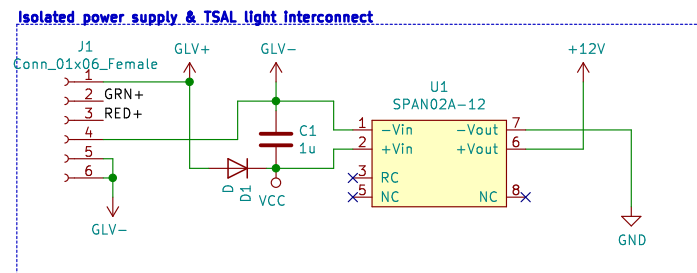 Isolated power supply & TSAL light interconnect
J1
Conn_01x06_Female
GLV+
GLV-
+12V
U1
SPAN02A-12
1
2
GRN+
3
RED+
4
5
6
GLV-
C1
1u
D
D1
VCC
1
-Vin
-Vout
7
2
+Vin
+Vout
6
3
RC
5
NC
NC
8
GND